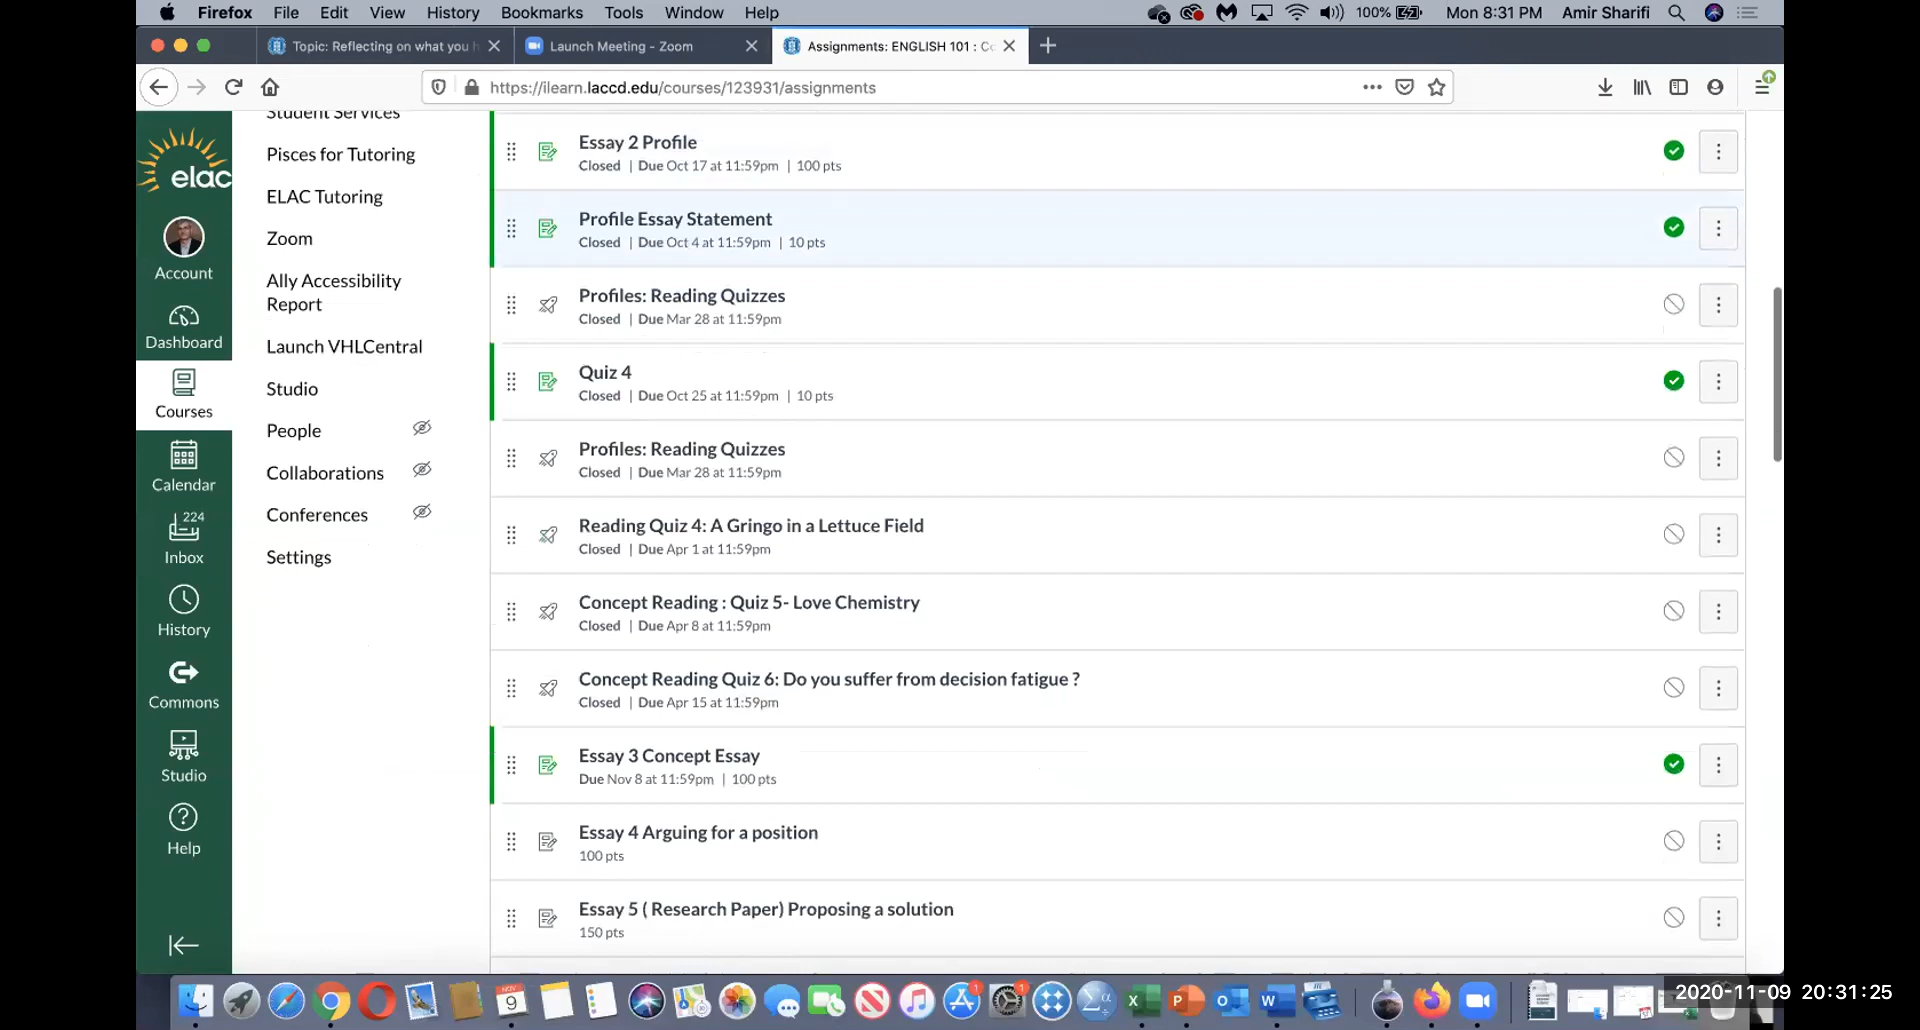 Firefox File Edit View History Bookmarks Tools Window Help 100% Mon 8:31 PM Amir Sharifi
Topic: Reflecting on what you h Launch Meeting - Zoom Assignments: ENGLISH 101 : Co
https://ilearn.laccd.edu/courses/123931/assignments
elac
Account
Dashboard
Courses
Calendar
224
Inbox
History
Commons
Studio
Help
Student Services
Pisces for Tutoring
ELAC Tutoring
Zoom
Ally Accessibility
Report
Launch VHLCentral
Studio
People
Collaborations
Conferences
Settings
Essay 2 Profile
Closed | Due Oct 17 at 11:59pm | 100 pts
Profile Essay Statement
Closed | Due Oct 4 at 11:59pm | 10 pts
Profiles: Reading Quizzes
Closed | Due Mar 28 at 11:59pm
Quiz 4
Closed | Due Oct 25 at 11:59pm | 10 pts
Profiles: Reading Quizzes
Closed | Due Mar 28 at 11:59pm
Reading Quiz 4: A Gringo in a Lettuce Field
Closed | Due Apr 1 at 11:59pm
Concept Reading : Quiz 5- Love Chemistry
Closed | Due Apr 8 at 11:59pm
Concept Reading Quiz 6: Do you suffer from decision fatigue ?
Closed | Due Apr 15 at 11:59pm
Essay 3 Concept Essay
Due Nov 8 at 11:59pm | 100 pts
Essay 4 Arguing for a position
100 pts
Essay 5 ( Research Paper) Proposing a solution
150 pts
NOV
9
1
1
2020-11-09 20:31:25